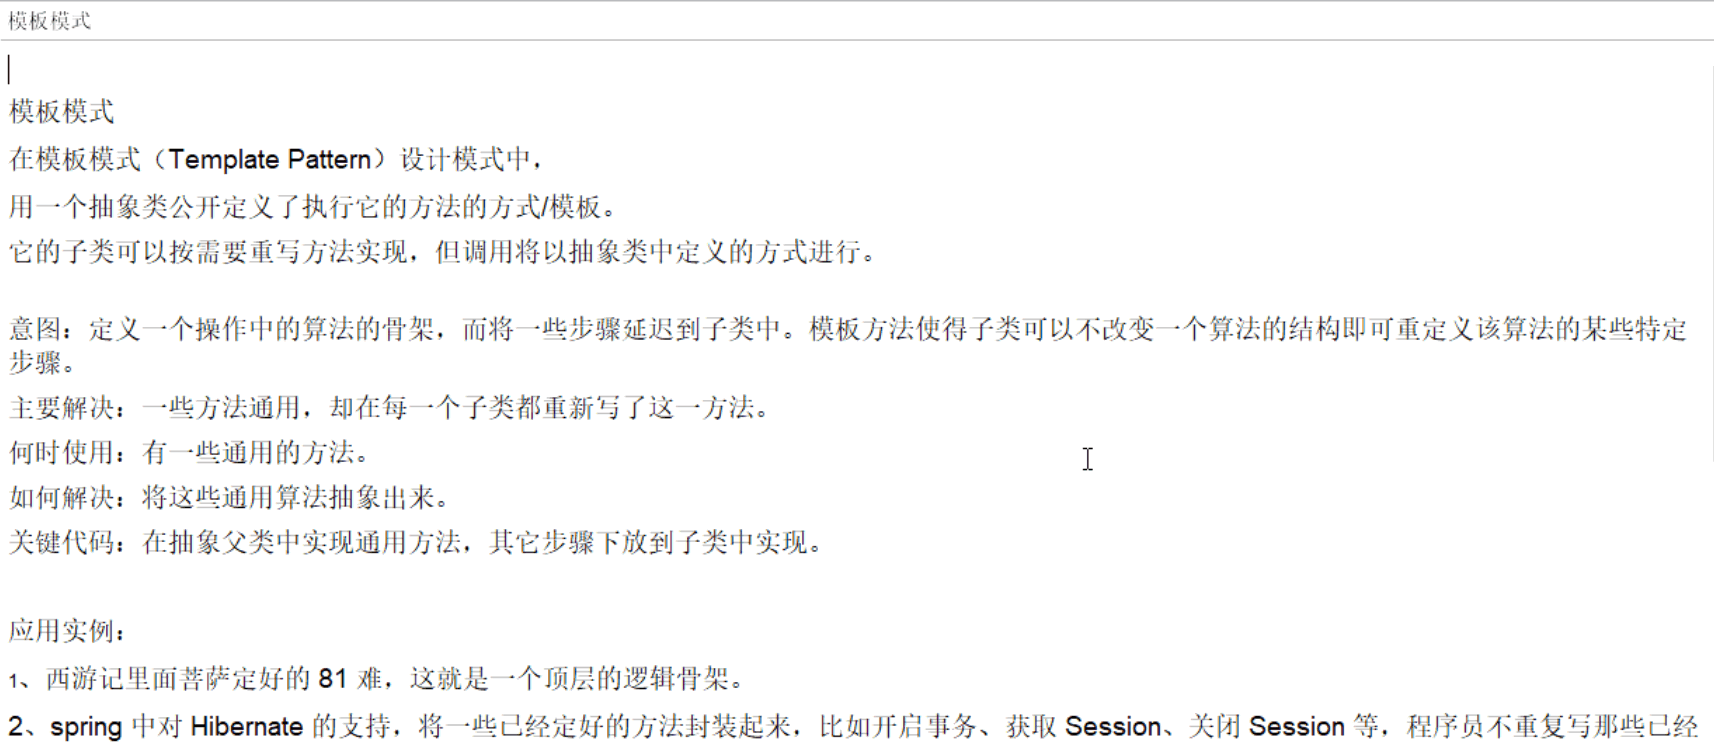 模板模式
模板模式
在模板模式（Template Pattern）设计模式中，
用一个抽象类公开定义了执行它的方法的方式/模板。
它的子类可以按需要重写方法实现，但调用将以抽象类中定义的方式进行。
意图：定义一个操作中的算法的骨架，而将一些步骤延迟到子类中。模板方法使得子类可以不改变一个算法的结构即可重定义该算法的某些特定
步骤。
主要解决：一些方法通用，却在每一个子类都重新写了这一方法。
何时使用：有一些通用的方法。
如何解决：将这些通用算法抽象出来。
关键代码：在抽象父类中实现通用方法，其它步骤下放到子类中实现。
应用实例：
1、西游记里面菩萨定好的 81 难，这就是一个顶层的逻辑骨架。
2、spring 中对 Hibernate 的支持，将一些已经定好的方法封装起来，比如开启事务、获取 Session、关闭 Session 等，程序员不重复写那些已经